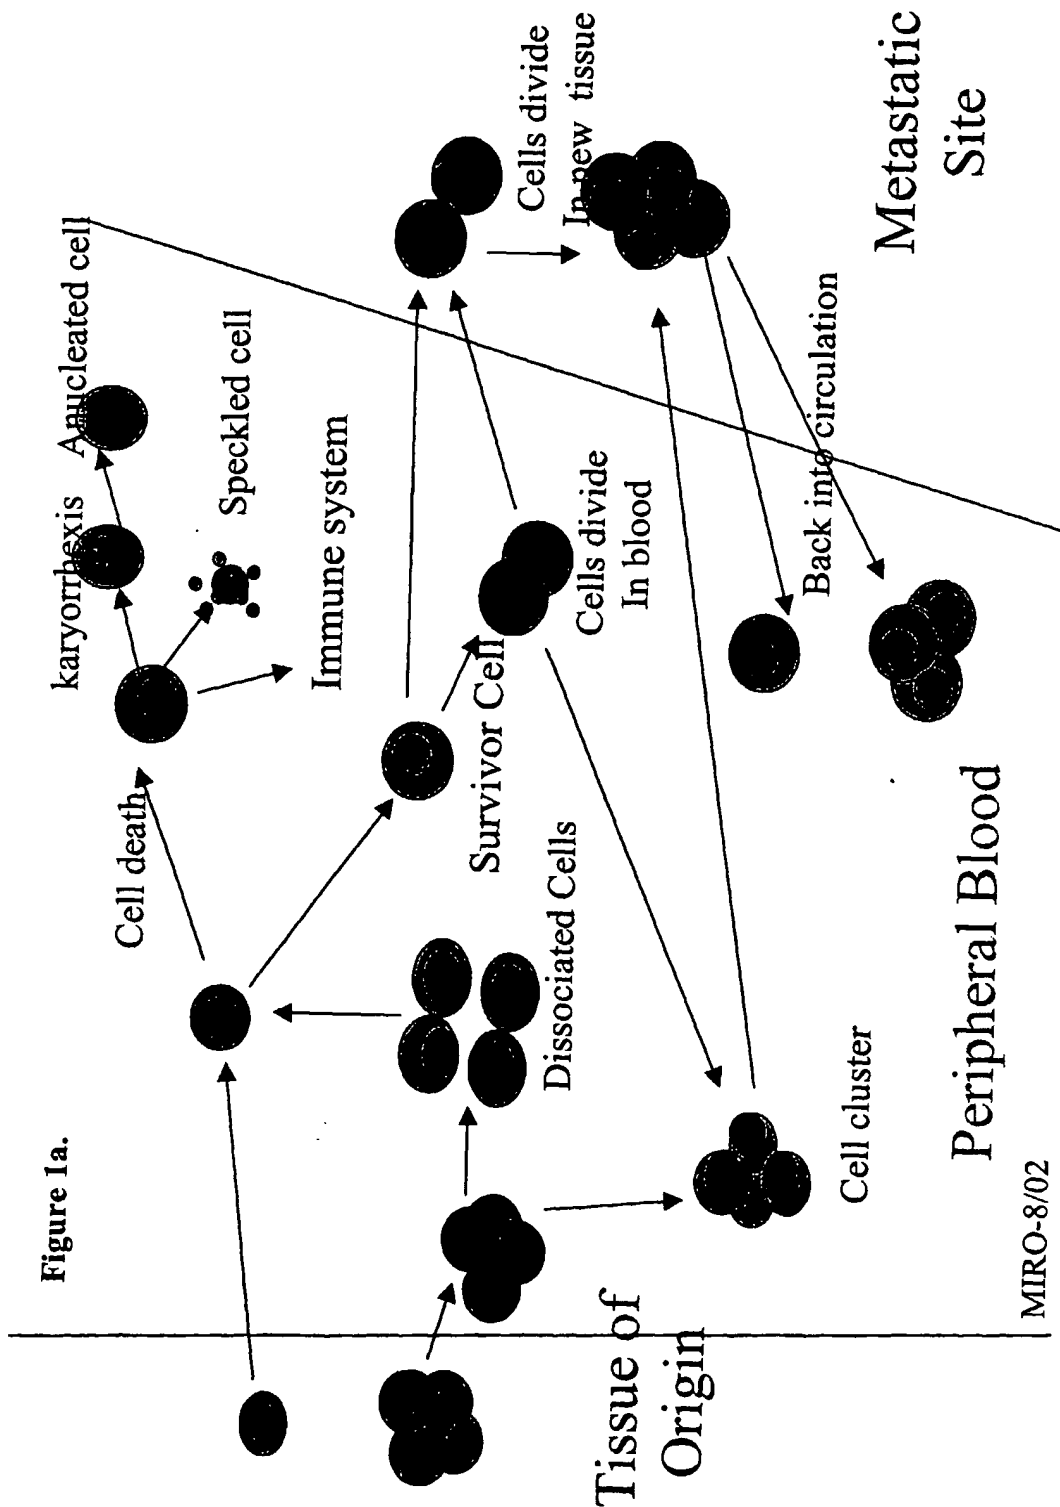 Figure 1a.
karyorrhexis
Anucleated cell
Cell death
Speckled cell
Immune system
Survivor Cell
Cells divide
In blood
Cells divide
In new tissue
Dissociated Cells
Cell cluster
Back into circulation
Tissue of
Origin
Peripheral Blood
Metastatic
Site
MIRO-8/02